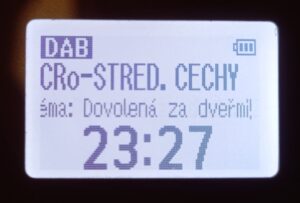 DAB
CRo-STRED. CECHY
éma: Dovolená za dveřmi!
23:27